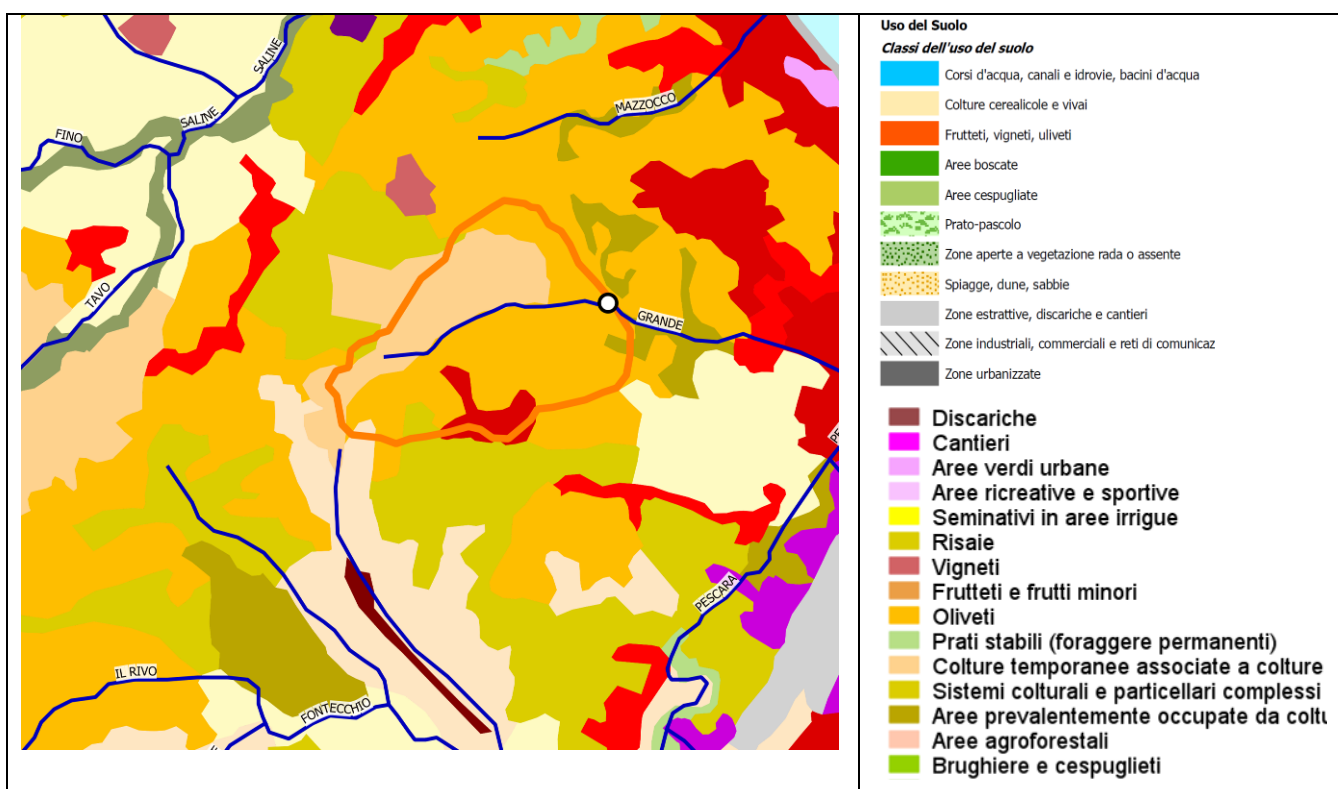 SALINE
SALINE
FINO
TAVO
MAZZOCCO
GRANDE
PESCARA
IL RIVO
FONTECCHIO
Uso del Suolo
Classi dell'uso del suolo
Corsi d'acqua, canali e idrovie, bacini d'acqua
Colture cerealicole e vivai
Frutteti, vigneti, uliveti
Aree boscate
Aree cespugliate
Prato-pascolo
Zone aperte a vegetazione rada o assente
Spiagge, dune, sabbie
Zone estrattive, discariche e cantieri
Zone industriali, commerciali e reti di comunicaz
Zone urbanizzate
Discariche
Cantieri
Aree verdi urbane
Aree ricreative e sportive
Seminativi in aree irrigue
Risaie
Vigneti
Frutteti e frutti minori
Oliveti
Prati stabili (foraggere permanenti)
Colture temporanee associate a colture
Sistemi colturali e particellari complessi
Aree prevalentemente occupate da coltu
Aree agroforestali
Brughiere e cespuglieti